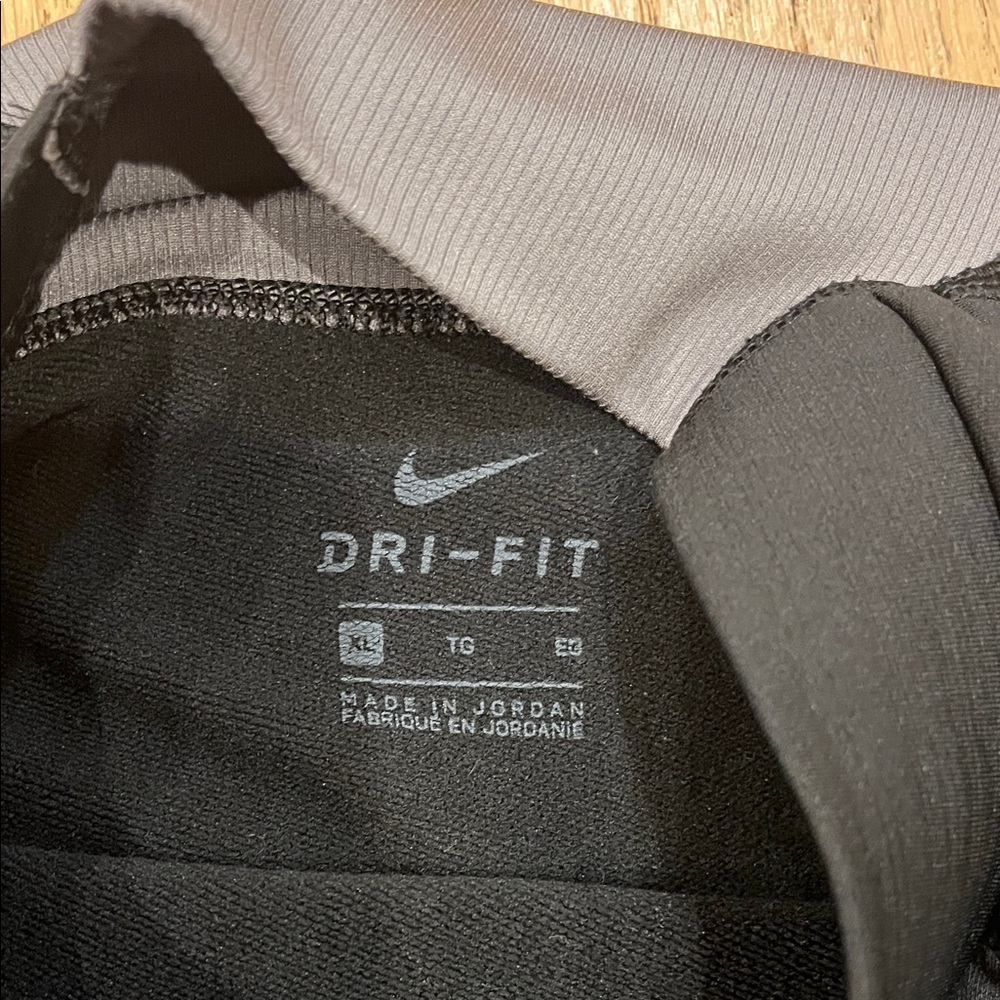 DRI-FIT
XL TG EG
MADE IN JORDAN
FABRIQUÉ EN JORDANIE